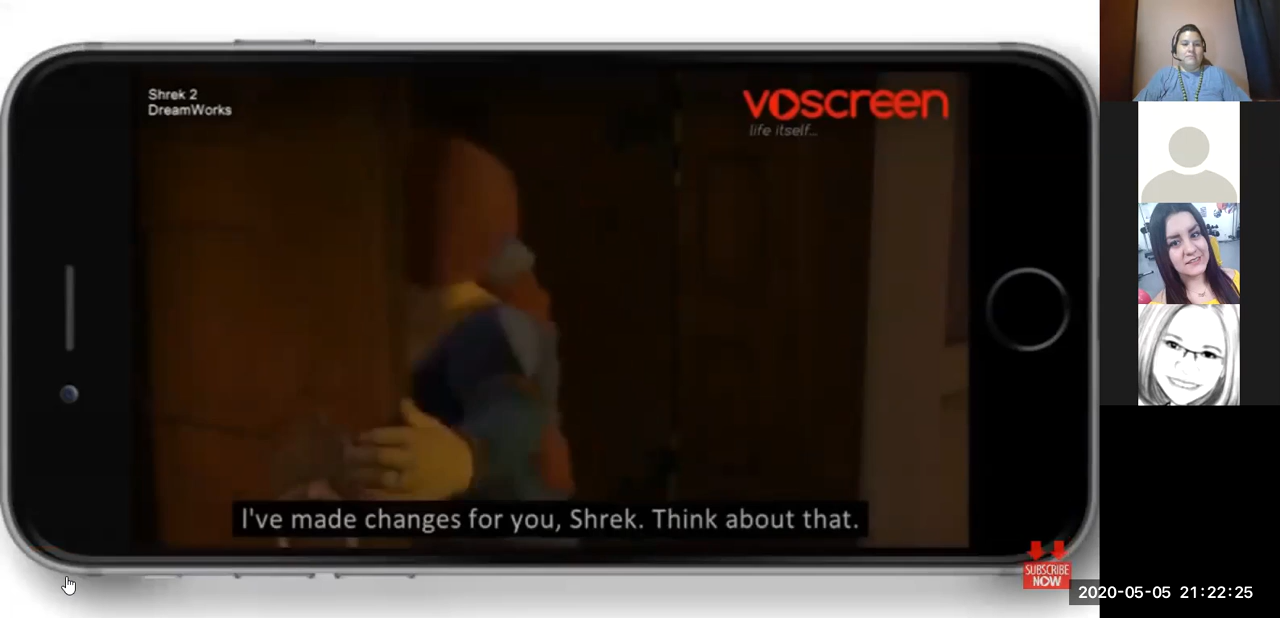 Shrek 2
DreamWorks
voscreen
life itself...
I've made changes for you, Shrek. Think about that.
SUBSCRIBE
NOW
2020-05-05 21:22:25